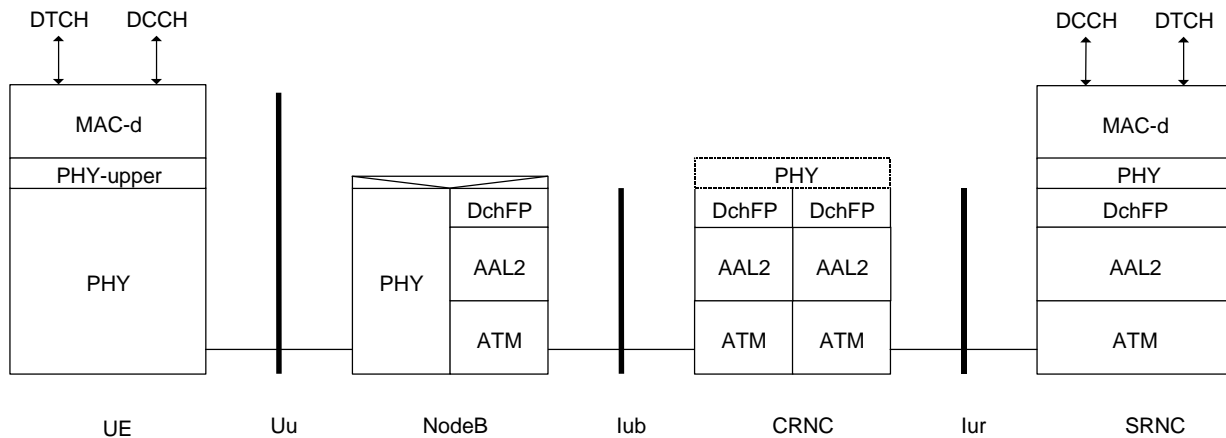 DTCH DCCH DCCH DTCH
MAC-d MAC-d
PHY-upper PHY PHY
DchFP DchFP DchFP DchFP
PHY PHY AAL2 AAL2 AAL2 AAL2
ATM ATM ATM ATM
UE Uu NodeB Iub CRNC Iur SRNC